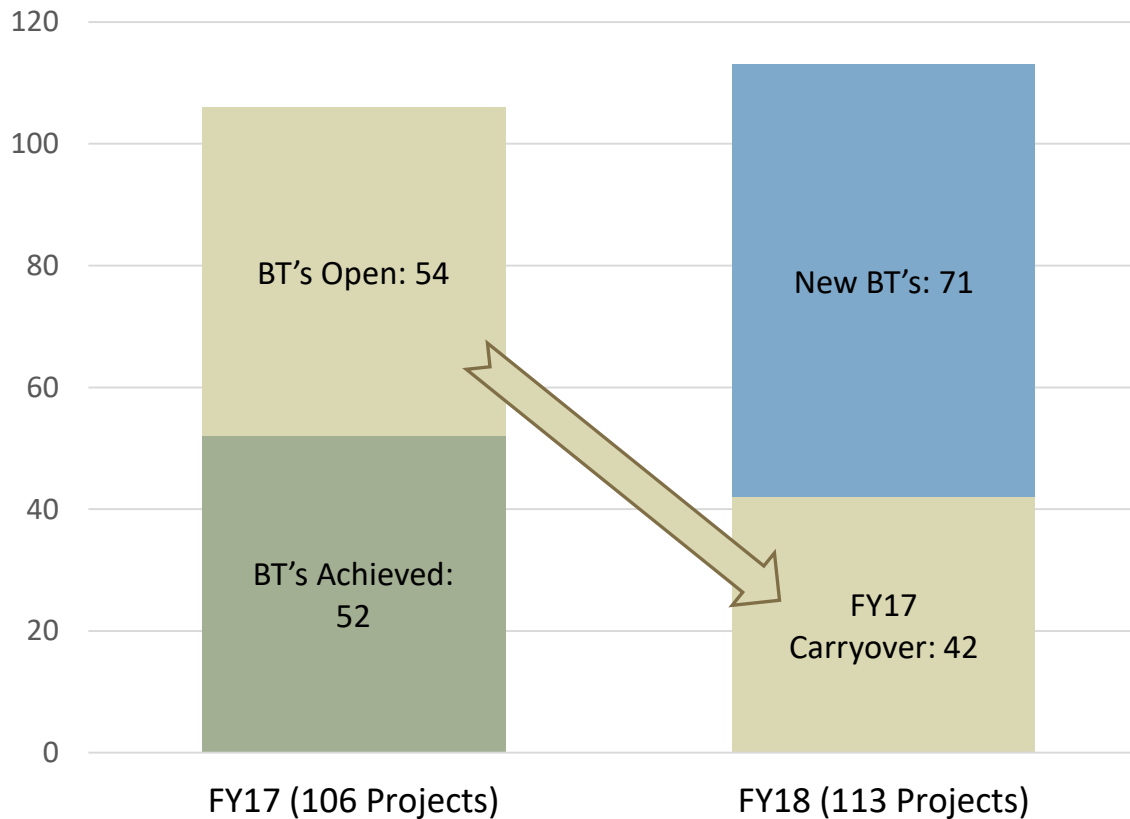 120
100
80
60
40
20
0
BT’s Open: 54
BT’s Achieved:
52
New BT’s: 71
FY17
Carryover: 42
FY17 (106 Projects)
FY18 (113 Projects)